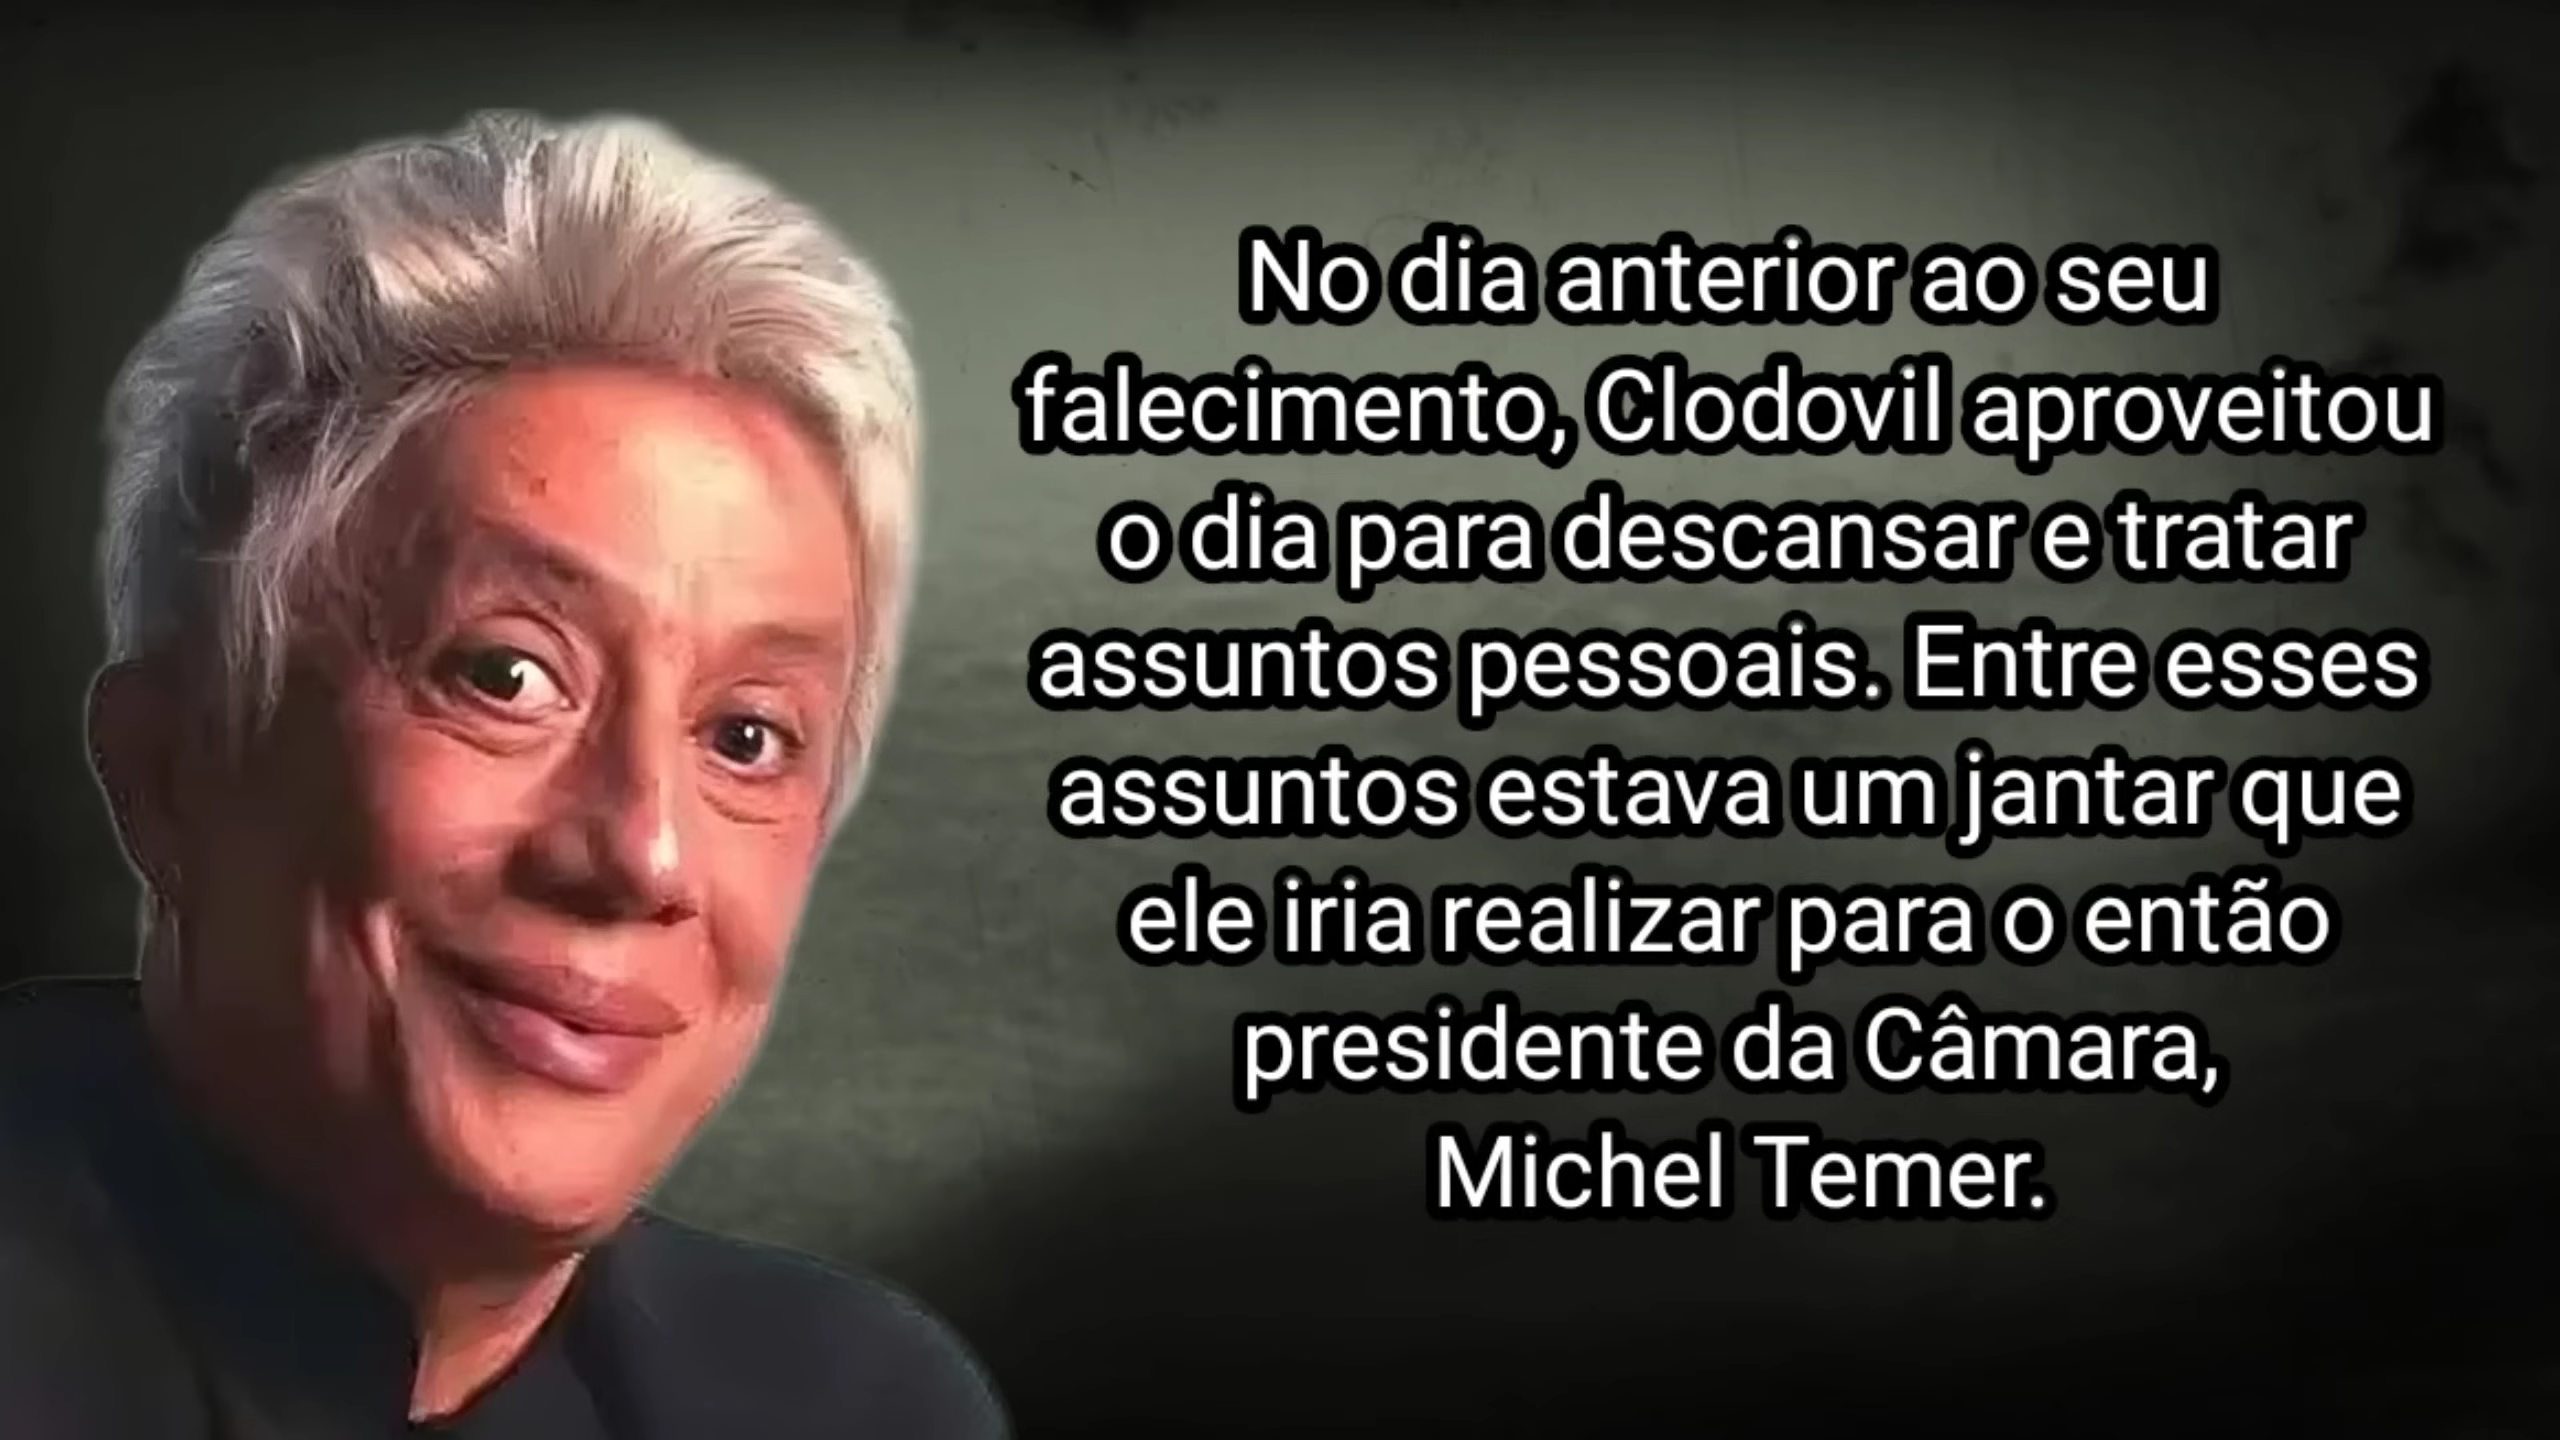 No dia anterior ao seu
falecimento, Clodovil aproveitou
o dia para descansar e tratar
assuntos pessoais. Entre esses
assuntos estava um jantar que
ele iria realizar para o então
presidente da Câmara,
Michel Temer.